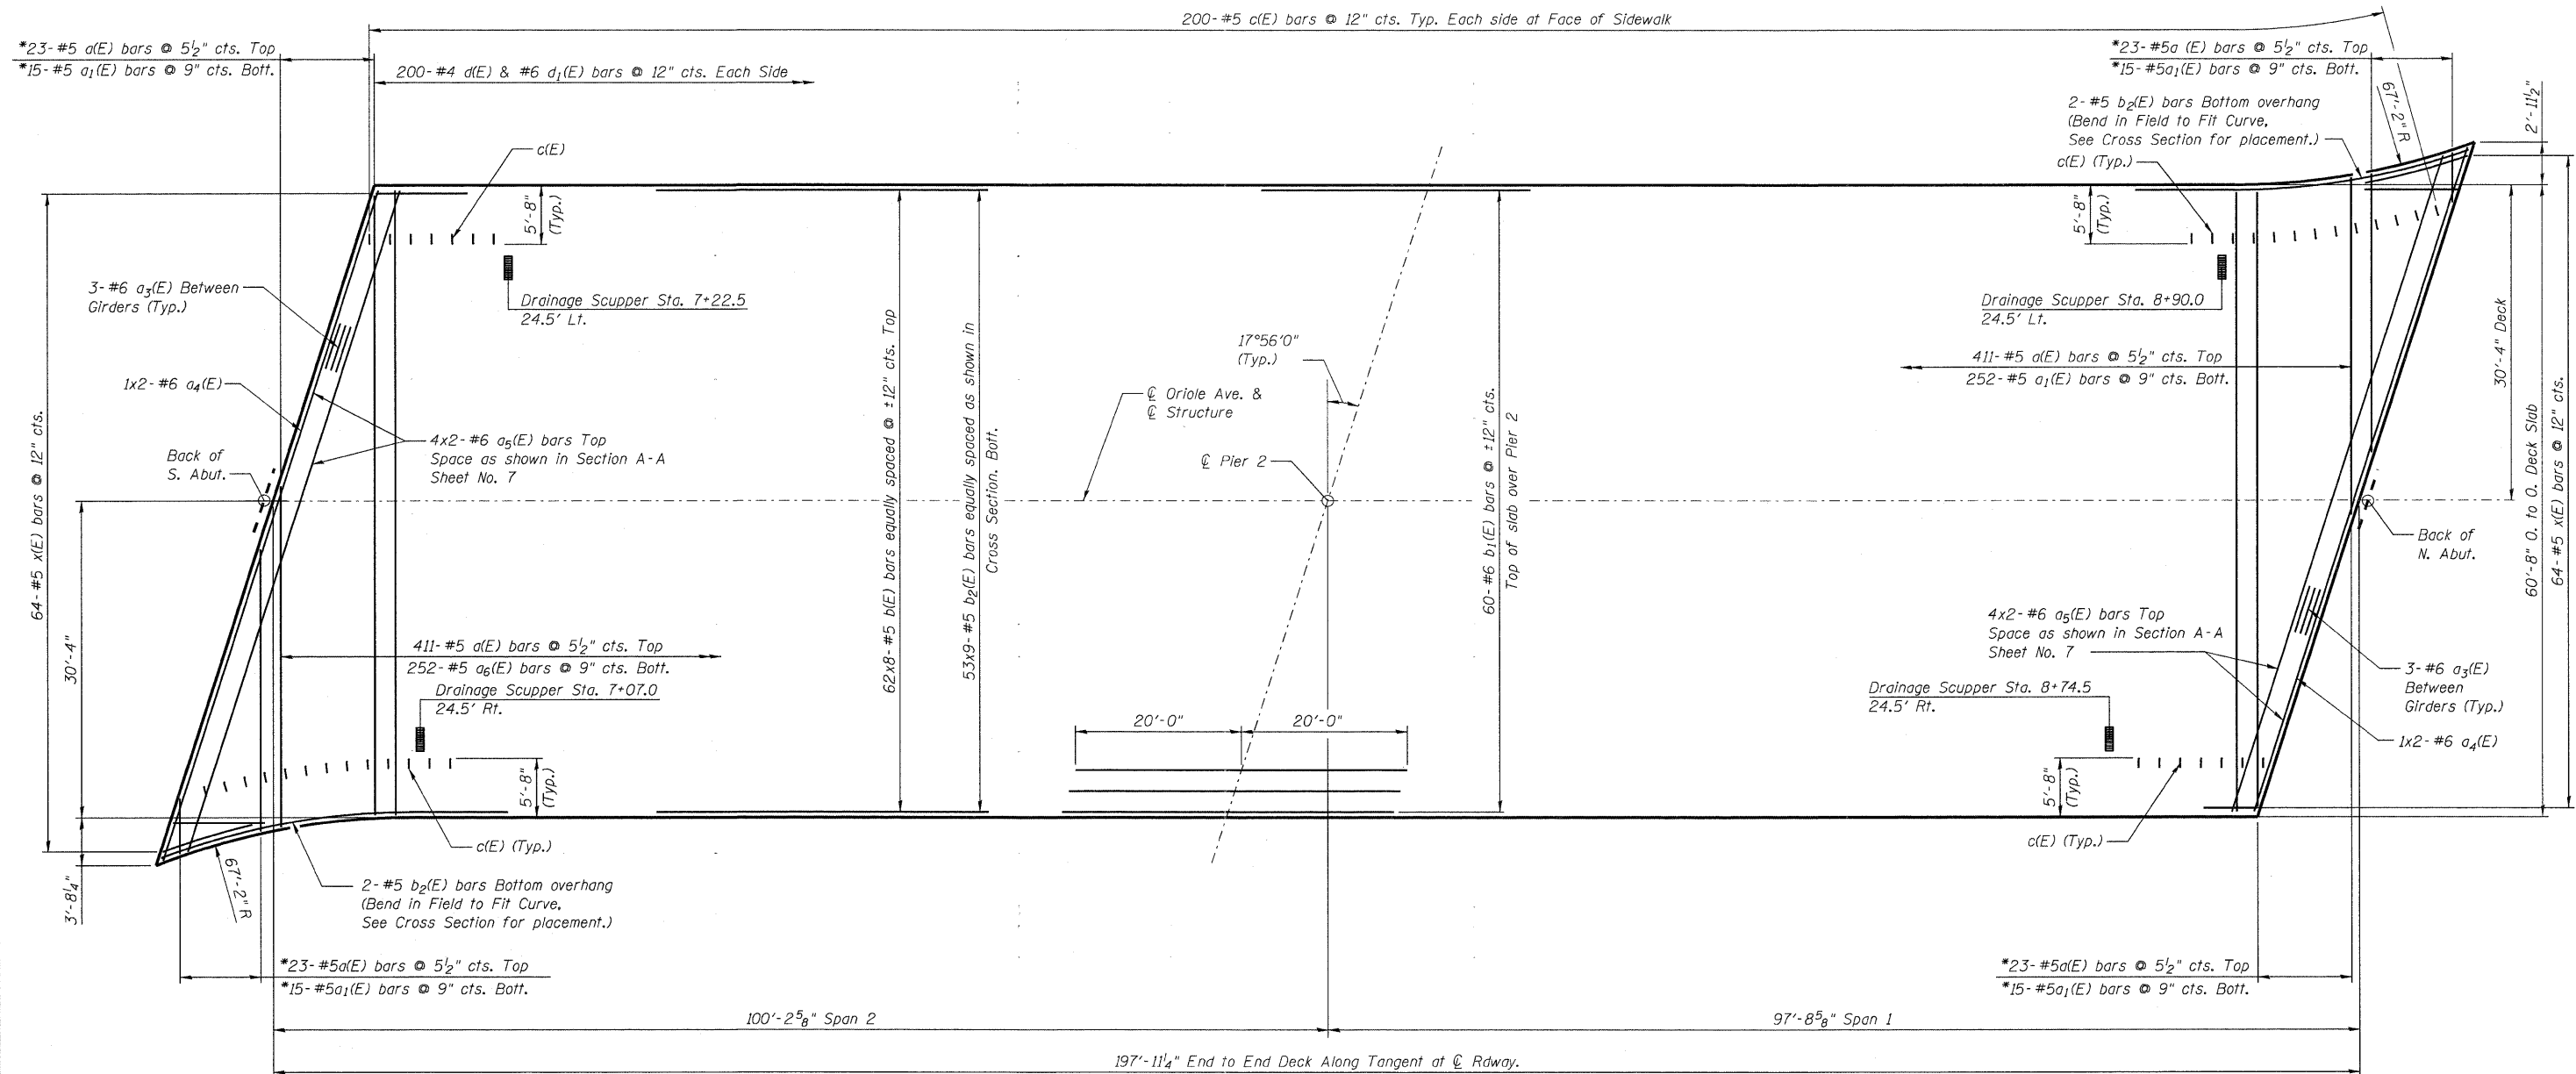 200-#5 c(E) bars @ 12" cts. Typ. Each side at Face of Sidewalk
*23-#5 a(E) bars @ 5½" cts. Top
*15-#5 a₁(E) bars @ 9" cts. Bott.
200-#4 d(E) & #6 d₁(E) bars @ 12" cts. Each Side
*23-#5a (E) bars @ 5½" cts. Top
*15-#5a₁(E) bars @ 9" cts. Bott.
67'-2" R
2'-11½"
2-#5 b₂(E) bars Bottom overhang
(Bend in Field to Fit Curve,
See Cross Section for placement.)
c(E) (Typ.)
c(E)
5'-8"
(Typ.)
5'-8"
(Typ.)
3-#6 a₃(E) Between
Girders (Typ.)
Drainage Scupper Sta. 7+22.5
24.5' Lt.
Drainage Scupper Sta. 8+90.0
24.5' Lt.
17°56'0"
(Typ.)
411-#5 a(E) bars @ 5½" cts. Top
252-#5 a₁(E) bars @ 9" cts. Bott.
30'-4" Deck
1x2-#6 a₄(E)
℄ Oriole Ave. &
℄ Structure
4x2-#6 a₅(E) bars Top
Space as shown in Section A-A
Sheet No. 7
Back of
S. Abut.
℄ Pier 2
64-#5 x(E) bars @ 12" cts.
62x8-#5 b(E) bars equally spaced @ ±12" cts. Top
53x9-#5 b₂(E) bars equally spaced as shown in
Cross Section. Bott.
60-#6 b₁(E) bars @ ±12" cts.
Top of slab over Pier 2
Back of
N. Abut.
60'-8" O. to O. Deck Slab
64-#5 x(E) bars @ 12" cts.
30'-4"
411-#5 a(E) bars @ 5½" cts. Top
252-#5 a₆(E) bars @ 9" cts. Bott.
Drainage Scupper Sta. 7+07.0
24.5' Rt.
4x2-#6 a₅(E) bars Top
Space as shown in Section A-A
Sheet No. 7
3-#6 a₃(E)
Between
Girders (Typ.)
Drainage Scupper Sta. 8+74.5
24.5' Rt.
20'-0"
20'-0"
1x2-#6 a₄(E)
5'-8"
(Typ.)
5'-8"
(Typ.)
c(E) (Typ.)
c(E) (Typ.)
67'-2" R
3'-8¼"
2-#5 b₂(E) bars Bottom overhang
(Bend in Field to Fit Curve,
See Cross Section for placement.)
*23-#5a(E) bars @ 5½" cts. Top
*15-#5a₁(E) bars @ 9" cts. Bott.
*23-#5a(E) bars @ 5½" cts. Top
*15-#5a₁(E) bars @ 9" cts. Bott.
100'-2⅝" Span 2
97'-8⅝" Span 1
197'-11¼" End to End Deck Along Tangent at ℄ Rdway.